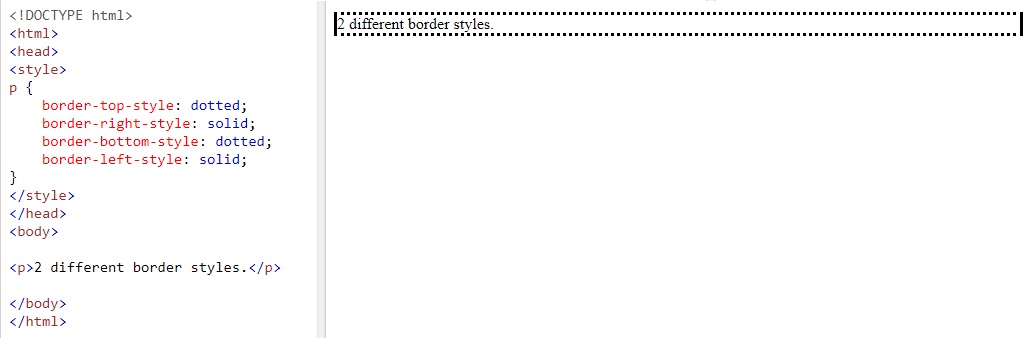 <!DOCTYPE html>
<html>
<head>
<style>
p {
    border-top-style: dotted;
    border-right-style: solid;
    border-bottom-style: dotted;
    border-left-style: solid;
}
</style>
</head>
<body>

<p>2 different border styles.</p>

</body>
</html>
2 different border styles.